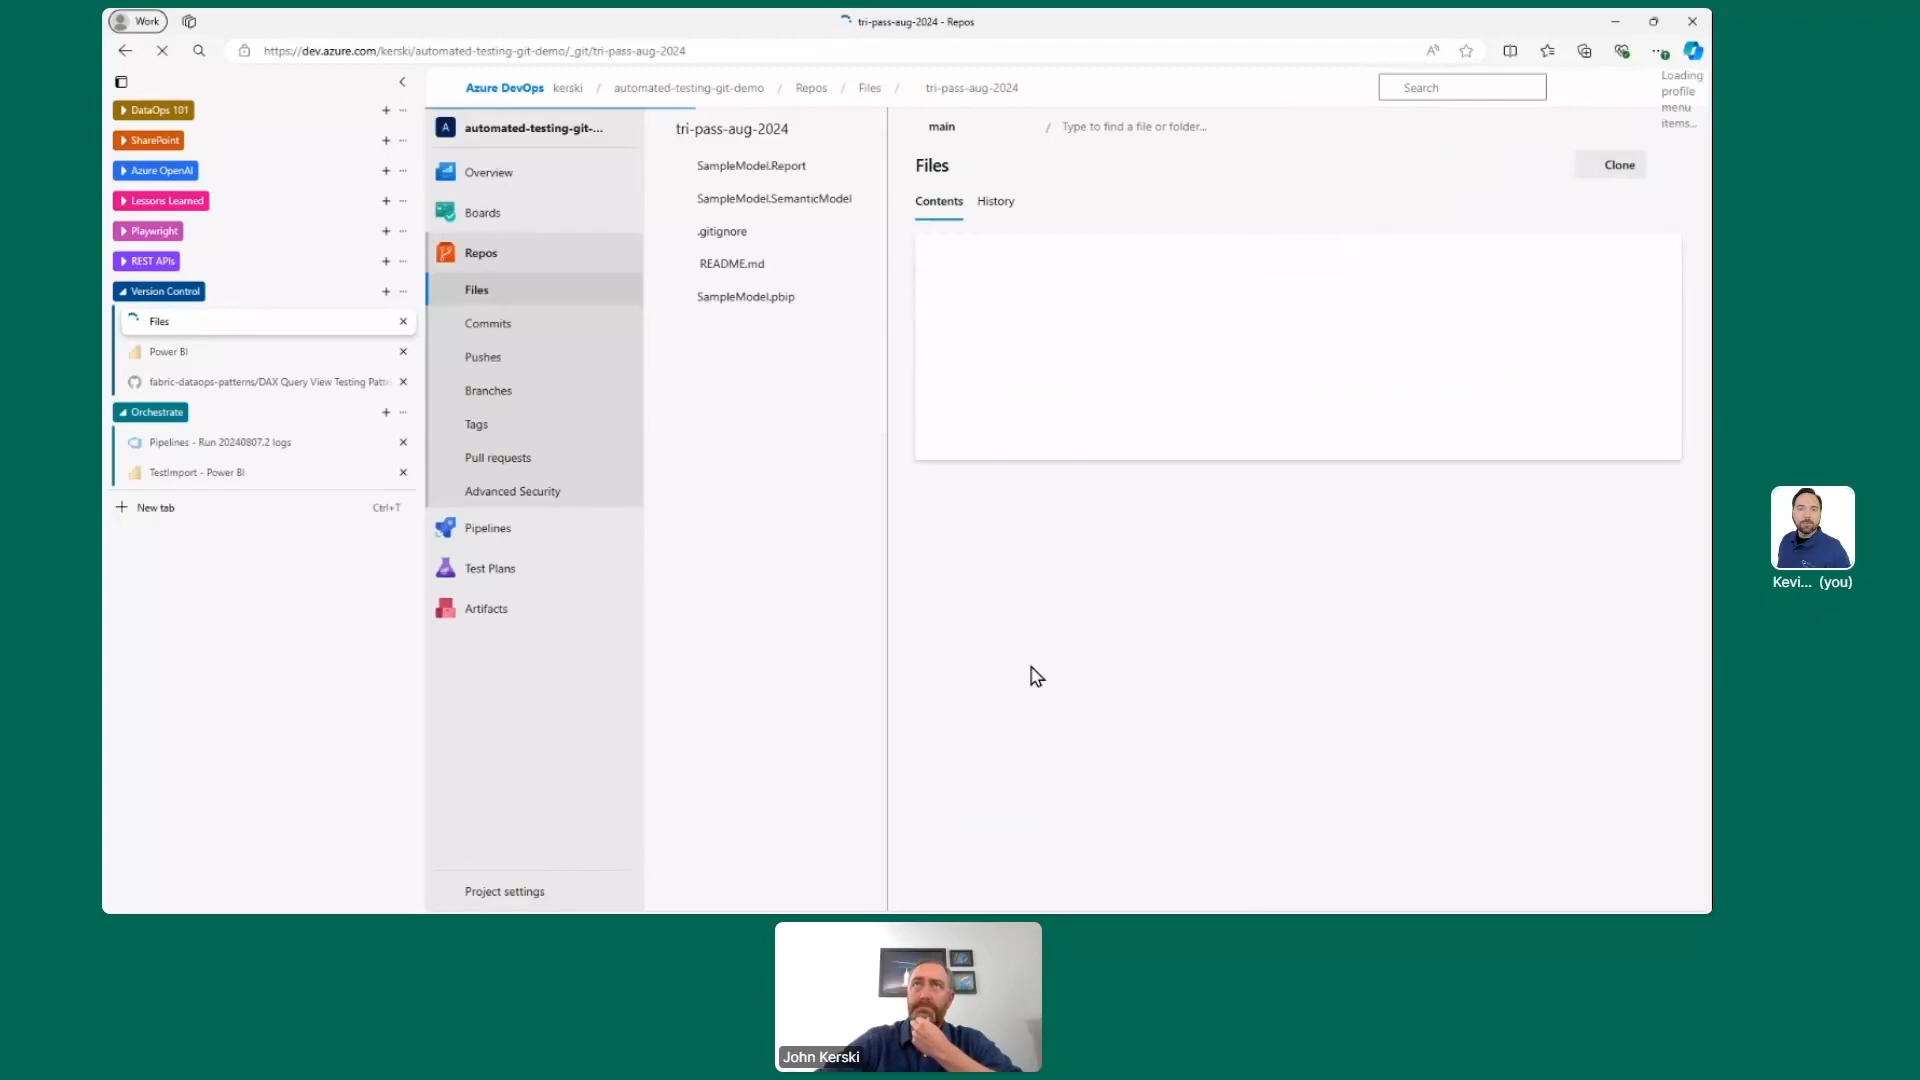 Work
tri-pass-aug-2024 - Repos
https://dev.azure.com/kerski/automated-testing-git-demo/_git/tri-pass-aug-2024
DataOps 101
SharePoint
Azure OpenAI
Lessons Learned
Playwright
REST APIs
Version Control
Files
Power BI
fabric-dataops-patterns/DAX Query View Testing Patte
Orchestrate
Pipelines - Run 20240807.2 logs
TestImport - Power BI
New tab Ctrl+T
Azure DevOps kerski / automated-testing-git-demo / Repos / Files / tri-pass-aug-2024
Search
Loading
profile
menu
items...
A automated-testing-git-...
Overview
Boards
Repos
Files
Commits
Pushes
Branches
Tags
Pull requests
Advanced Security
Pipelines
Test Plans
Artifacts
Project settings
tri-pass-aug-2024
SampleModel.Report
SampleModel.SemanticModel
.gitignore
README.md
SampleModel.pbip
main / Type to find a file or folder...
Files
Clone
Contents History
Kevi... (you)
John Kerski